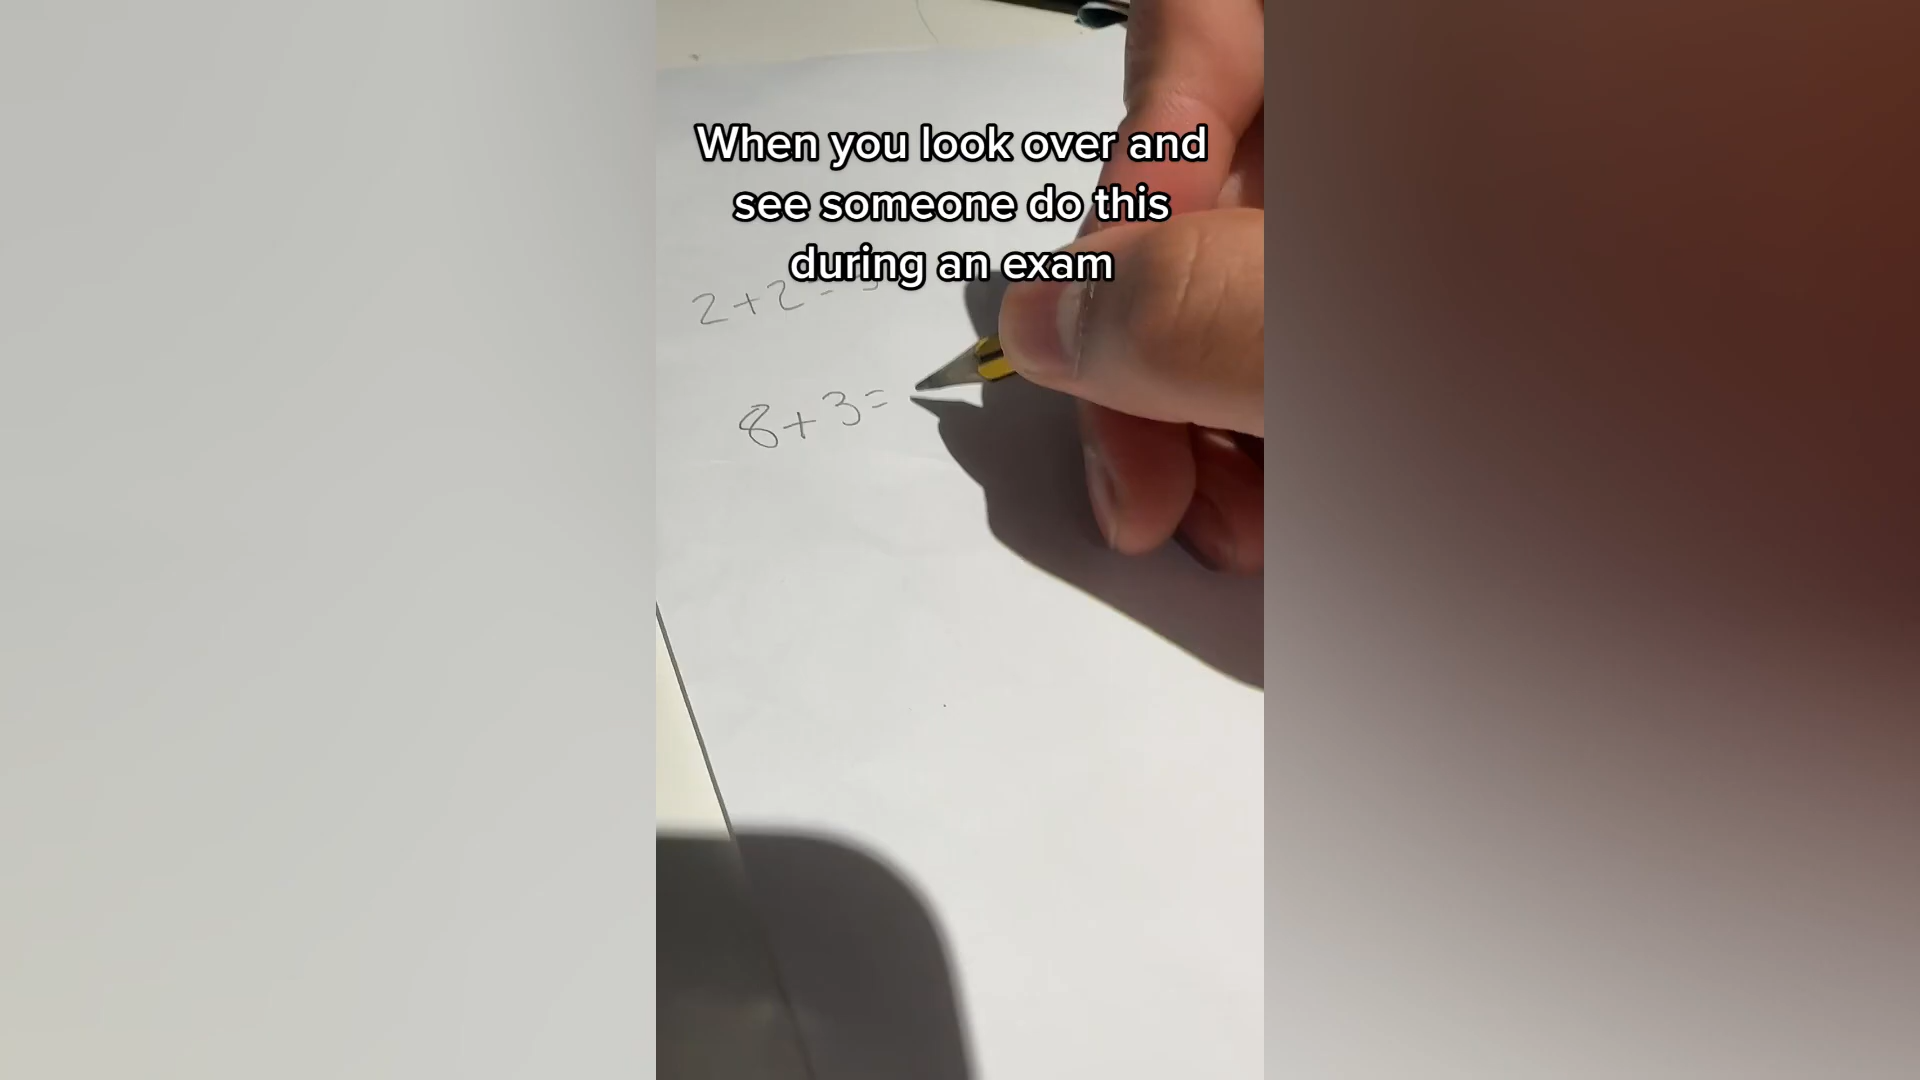 When you look over and
see someone do this
during an exam
2+2=
8+3=